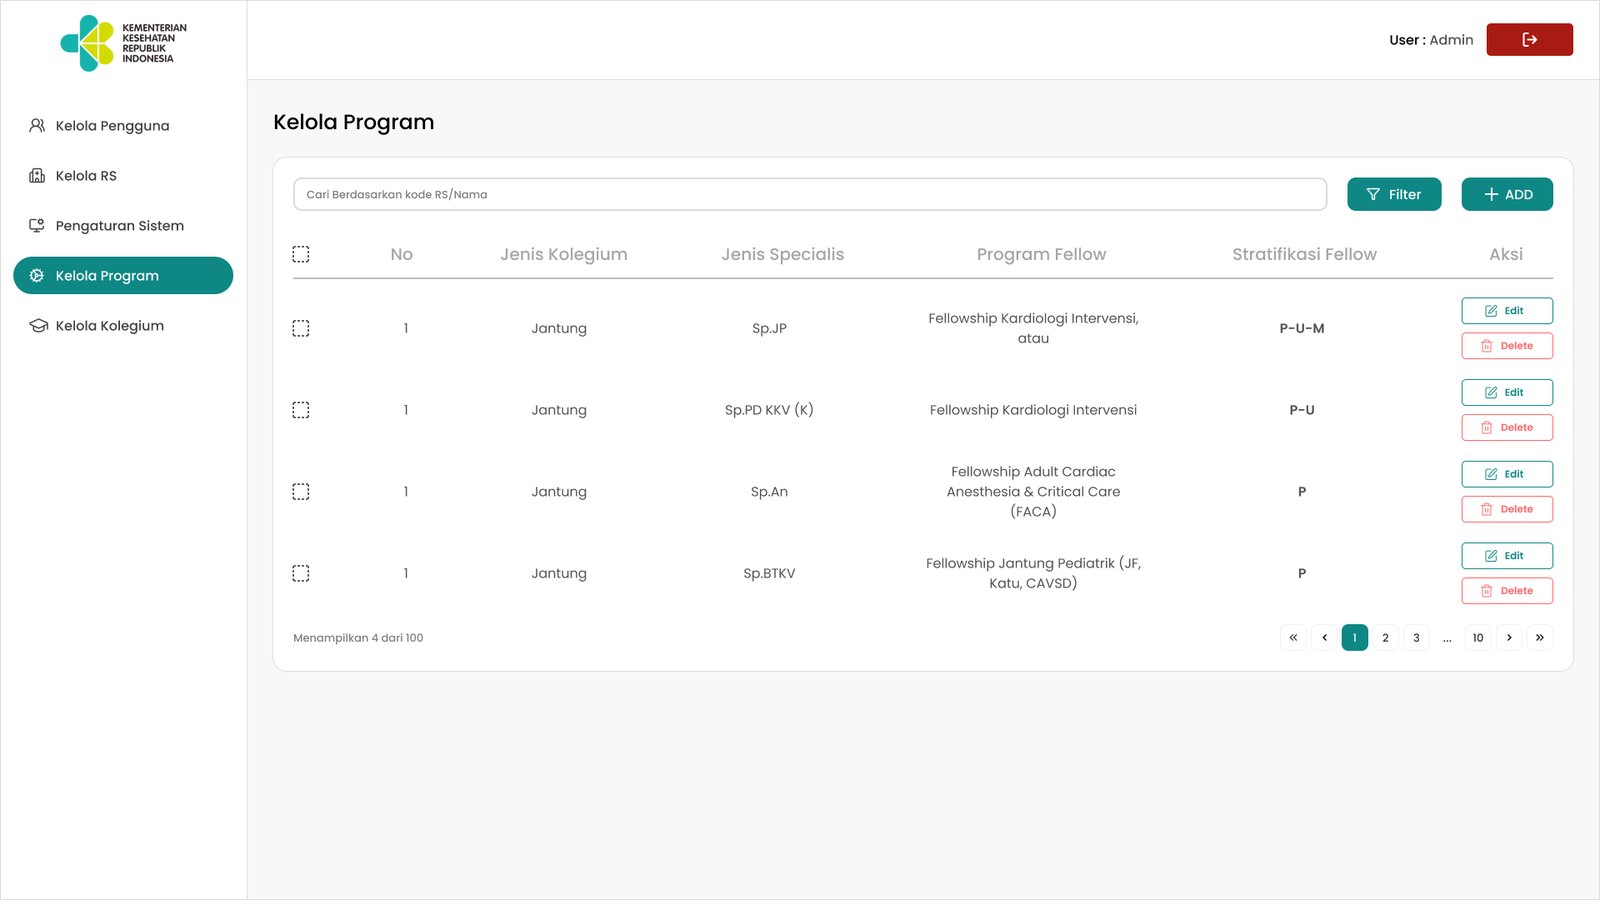 KEMENTERIAN
KESEHATAN
REPUBLIK
INDONESIA
User : Admin
Kelola Pengguna
Kelola RS
Pengaturan Sistem
Kelola Program
Kelola Kolegium
Kelola Program
Cari Berdasarkan kode RS/Nama
Filter
ADD
No Jenis Kolegium Jenis Specialis Program Fellow Stratifikasi Fellow Aksi
1 Jantung Sp.JP Fellowship Kardiologi Intervensi,
atau
P-U-M
Edit
Delete
1 Jantung Sp.PD KKV (K) Fellowship Kardiologi Intervensi P-U
Edit
Delete
1 Jantung Sp.An Fellowship Adult Cardiac
Anesthesia & Critical Care
(FACA)
P
Edit
Delete
1 Jantung Sp.BTKV Fellowship Jantung Pediatrik (JF,
Katu, CAVSD)
P
Edit
Delete
Menampilkan 4 dari 100
« ‹ 1 2 3 ... 10 › »